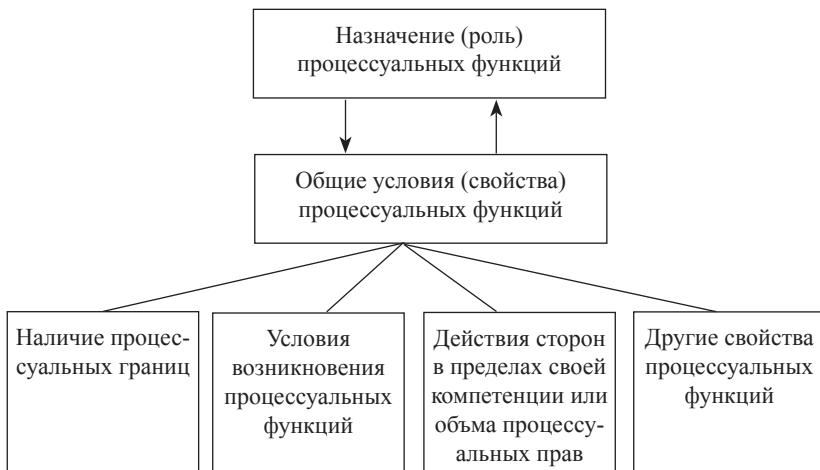 Назначение (роль)
процессуальных функций
Общие условия (свойства)
процессуальных функций
Наличие процес-
суальных границ
Условия
возникновения
процессуальных
функций
Действия сторон
в пределах своей
компетенции или
объма процессу-
альных прав
Другие свойства
процессуальных
функций